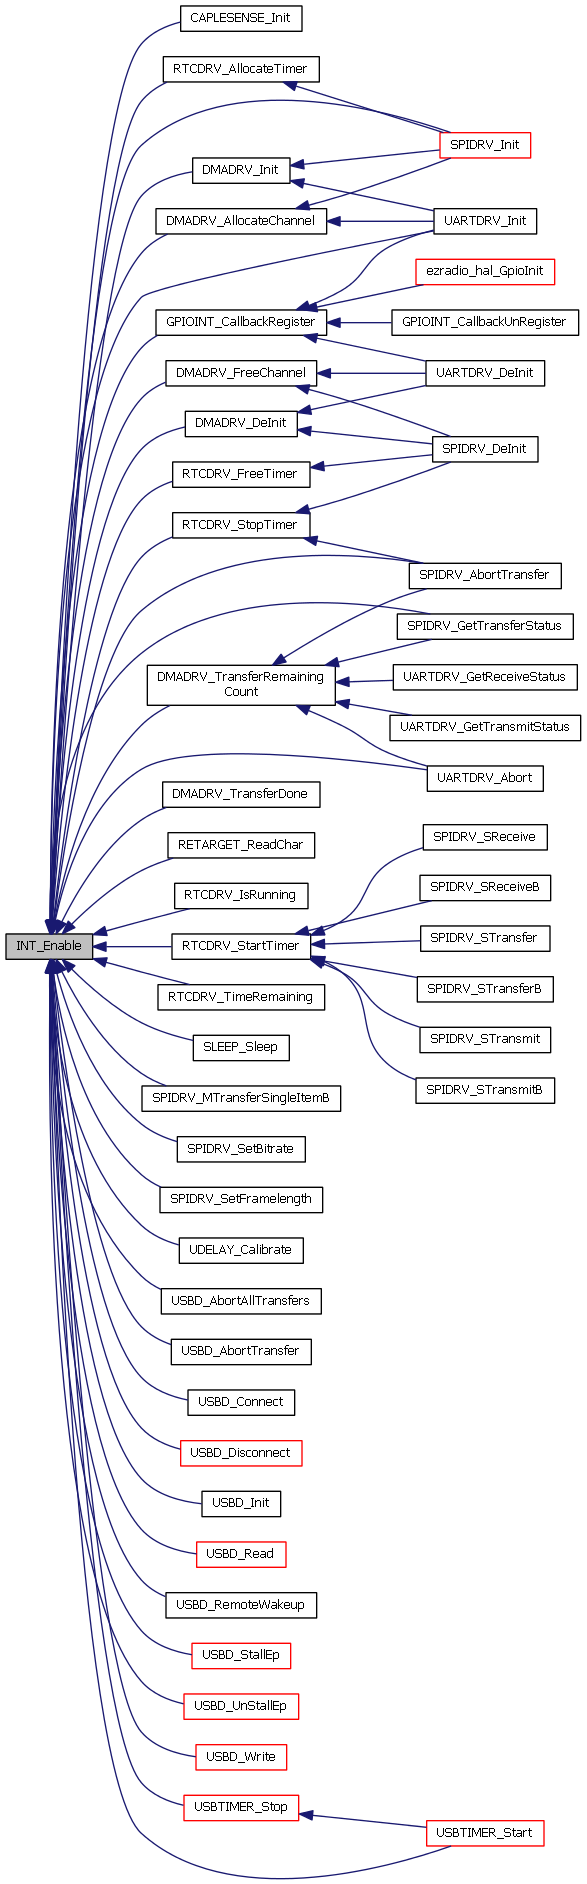 CAPLESENSE_Init
RTCDRV_AllocateTimer
SPIDRV_Init
DMADRV_Init
DMADRV_AllocateChannel
UARTDRV_Init
ezradio_hal_GpioInit
GPIOINT_CallbackRegister
GPIOINT_CallbackUnRegister
DMADRV_FreeChannel
UARTDRV_DeInit
DMADRV_DeInit
SPIDRV_DeInit
RTCDRV_FreeTimer
RTCDRV_StopTimer
SPIDRV_AbortTransfer
SPIDRV_GetTransferStatus
DMADRV_TransferRemaining
Count
UARTDRV_GetReceiveStatus
UARTDRV_GetTransmitStatus
UARTDRV_Abort
DMADRV_TransferDone
RETARGET_ReadChar
SPIDRV_SReceive
RTCDRV_IsRunning
SPIDRV_SReceiveB
INT_Enable
RTCDRV_StartTimer
SPIDRV_STransfer
SPIDRV_STransferB
RTCDRV_TimeRemaining
SPIDRV_STransmit
SLEEP_Sleep
SPIDRV_STransmitB
SPIDRV_MTransferSingleItemB
SPIDRV_SetBitrate
SPIDRV_SetFramelength
UDELAY_Calibrate
USBD_AbortAllTransfers
USBD_AbortTransfer
USBD_Connect
USBD_Disconnect
USBD_Init
USBD_Read
USBD_RemoteWakeup
USBD_StallEp
USBD_UnStallEp
USBD_Write
USBTIMER_Stop
USBTIMER_Start